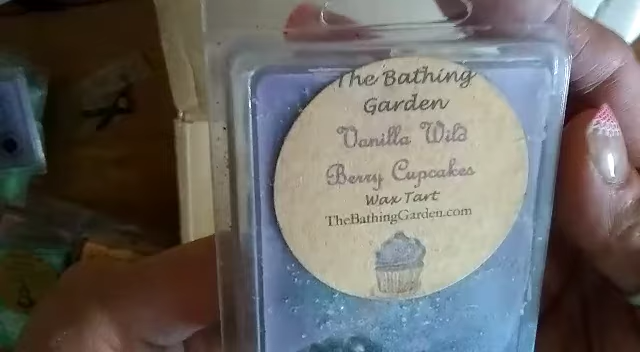 The Bathing
Garden
Vanilla Wild
Berry Cupcakes
Wax Tart
TheBathingGarden.com